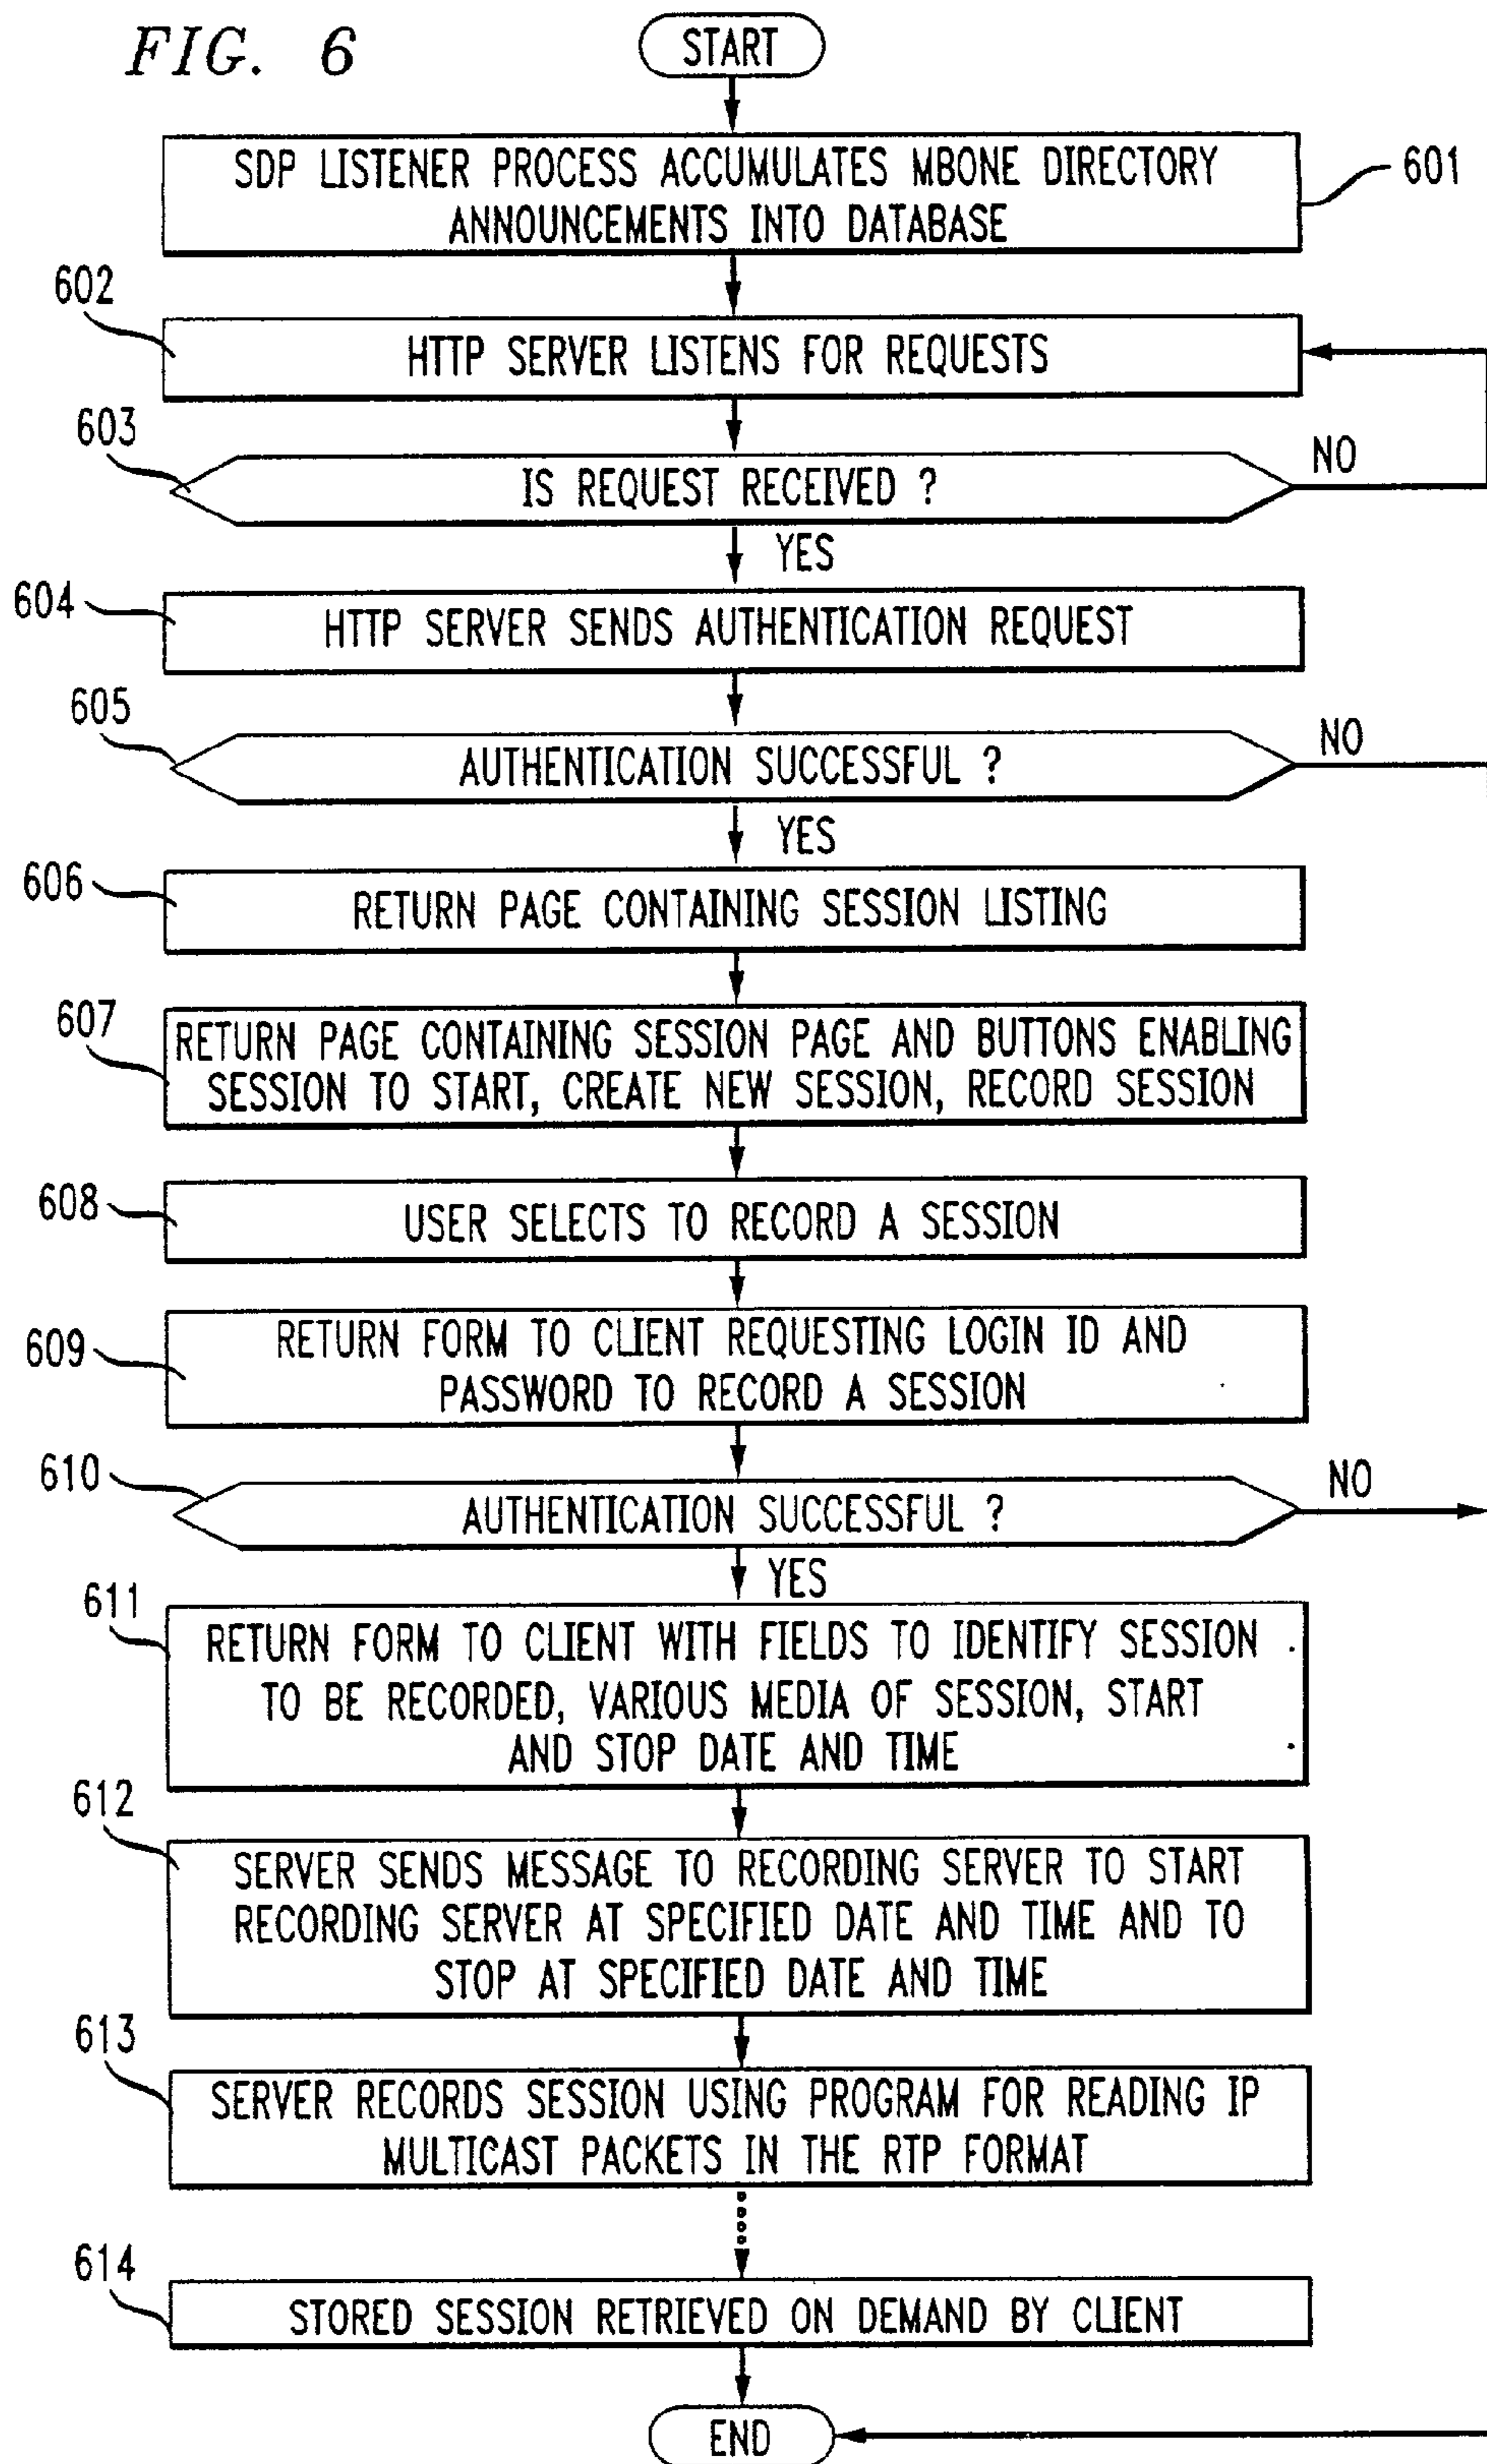 FIG. 6
START
SDP LISTENER PROCESS ACCUMULATES MBONE DIRECTORY
ANNOUNCEMENTS INTO DATABASE
601
602
HTTP SERVER LISTENS FOR REQUESTS
603
IS REQUEST RECEIVED ?
NO
YES
604
HTTP SERVER SENDS AUTHENTICATION REQUEST
605
AUTHENTICATION SUCCESSFUL ?
NO
YES
606
RETURN PAGE CONTAINING SESSION LISTING
607
RETURN PAGE CONTAINING SESSION PAGE AND BUTTONS ENABLING
SESSION TO START, CREATE NEW SESSION, RECORD SESSION
608
USER SELECTS TO RECORD A SESSION
609
RETURN FORM TO CLIENT REQUESTING LOGIN ID AND
PASSWORD TO RECORD A SESSION
610
AUTHENTICATION SUCCESSFUL ?
NO
YES
611
RETURN FORM TO CLIENT WITH FIELDS TO IDENTIFY SESSION
TO BE RECORDED, VARIOUS MEDIA OF SESSION, START
AND STOP DATE AND TIME
612
SERVER SENDS MESSAGE TO RECORDING SERVER TO START
RECORDING SERVER AT SPECIFIED DATE AND TIME AND TO
STOP AT SPECIFIED DATE AND TIME
613
SERVER RECORDS SESSION USING PROGRAM FOR READING IP
MULTICAST PACKETS IN THE RTP FORMAT
614
STORED SESSION RETRIEVED ON DEMAND BY CLIENT
END